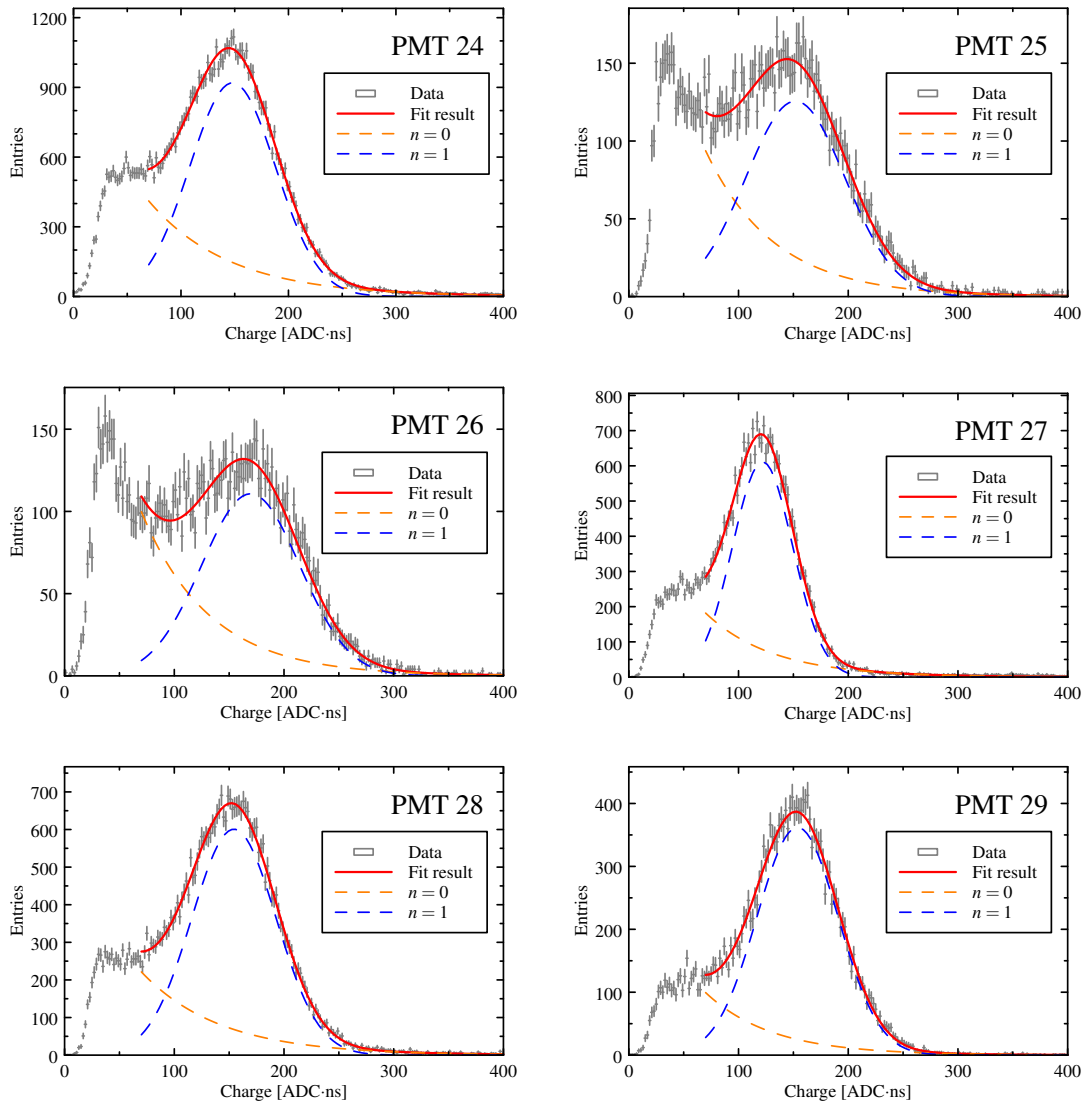 PMT 24
Entries
1200
900
600
300
0
Data
Fit result
n = 0
n = 1
0 100 200 300 400
Charge [ADC·ns]
PMT 25
Entries
150
100
50
0
Data
Fit result
n = 0
n = 1
0 100 200 300 400
Charge [ADC·ns]
PMT 26
Entries
150
100
50
0
Data
Fit result
n = 0
n = 1
0 100 200 300 400
Charge [ADC·ns]
PMT 27
Entries
800
700
600
500
400
300
200
100
0
Data
Fit result
n = 0
n = 1
0 100 200 300 400
Charge [ADC·ns]
PMT 28
Entries
700
600
500
400
300
200
100
0
Data
Fit result
n = 0
n = 1
0 100 200 300 400
Charge [ADC·ns]
PMT 29
Entries
400
300
200
100
0
Data
Fit result
n = 0
n = 1
0 100 200 300 400
Charge [ADC·ns]